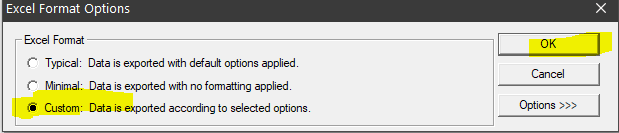 Excel Format Options
Excel Format
OK
Typical: Data is exported with default options applied.
Cancel
Minimal: Data is exported with no formatting applied.
Custom: Data is exported according to selected options.
Options >>>